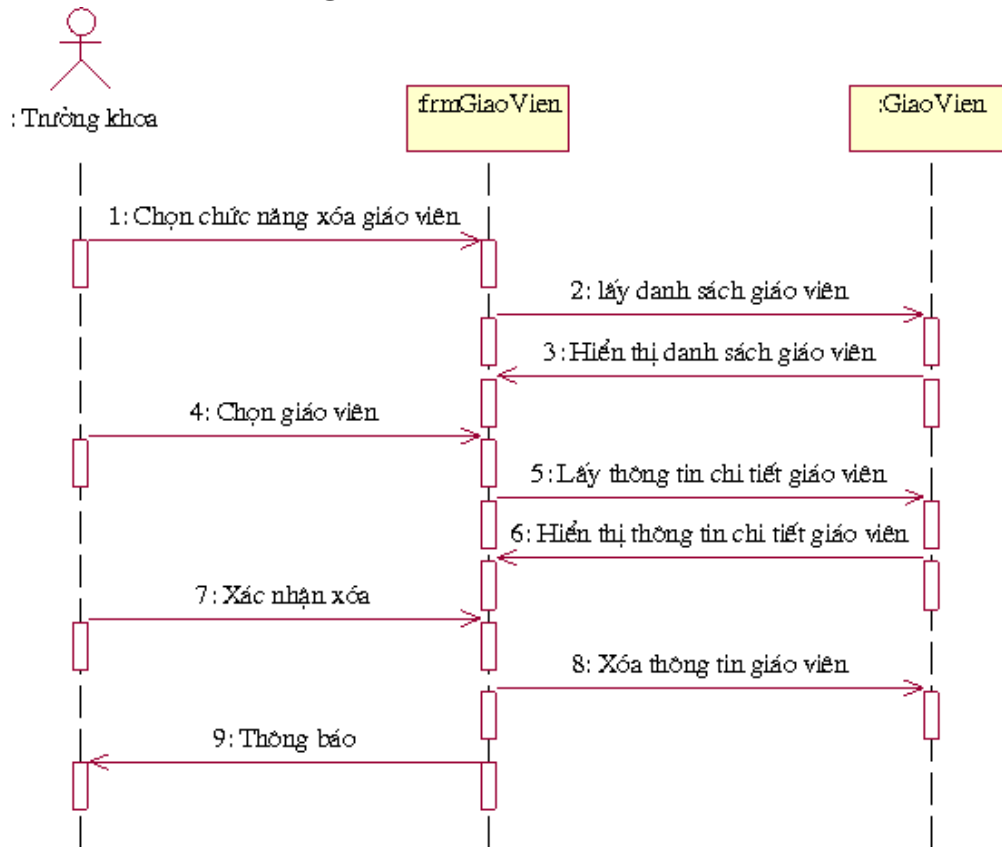 : Trưởng khoa
frmGiaoVien
:GiaoVien
1: Chọn chức năng xóa giáo viên
2: lấy danh sách giáo viên
3: Hiển thị danh sách giáo viên
4: Chọn giáo viên
5: Lấy thông tin chi tiết giáo viên
6: Hiển thị thông tin chi tiết giáo viên
7: Xác nhận xóa
8: Xóa thông tin giáo viên
9: Thông báo